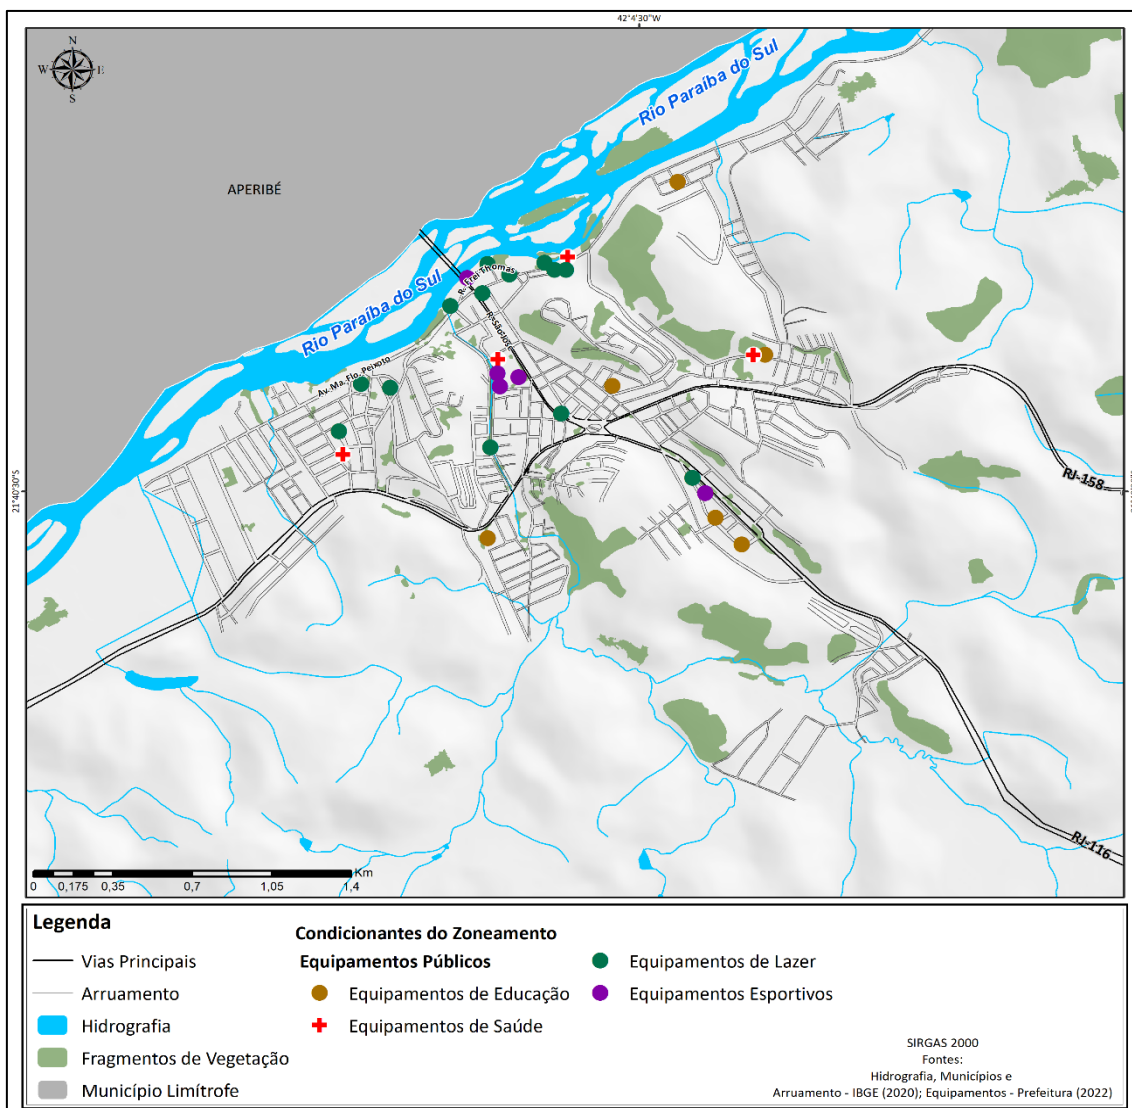 42°4'30"W
N
W
E
S
Rio Paraíba do Sul
APERIBÉ
R. Frei Thomas
Rio Paraíba do Sul
Av. Ma. Flo. Peixoto
21°40'30"S
RJ-158
RJ-116
Km
0 0,175 0,35 0,7 1,05 1,4
Legenda
Vias Principais
Arruamento
Hidrografia
Fragmentos de Vegetação
Município Limítrofe
Condicionantes do Zoneamento
Equipamentos Públicos
Equipamentos de Educação
Equipamentos de Saúde
Equipamentos de Lazer
Equipamentos Esportivos
SIRGAS 2000
Fontes:
Hidrografia, Municípios e
Arruamento - IBGE (2020); Equipamentos - Prefeitura (2022)